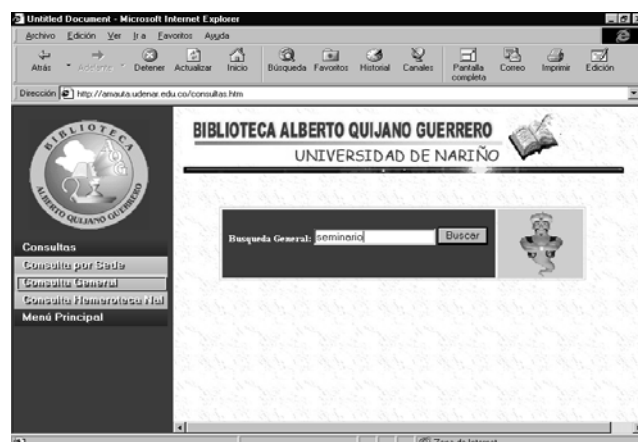 Untitled Document - Microsoft Internet Explorer
Archivo Edición Ver Ir a Favoritos Ayuda
Atrás Adelante Detener Actualizar Inicio Búsqueda Favoritos Historial Canales Pantalla completa Correo Imprimir Edición
Dirección http://amauta.udenar.edu.co/consultas.htm
BIBLIOTECA
ALBERTO QUIJANO GUERRERO
BIBLIOTECA ALBERTO QUIJANO GUERRERO
UNIVERSIDAD DE NARIÑO
Busqueda General: seminario Buscar
Consultas
Consulta por Sede
Consulta General
Consulta Hemeroteca Nal
Menú Principal
Zona de Internet